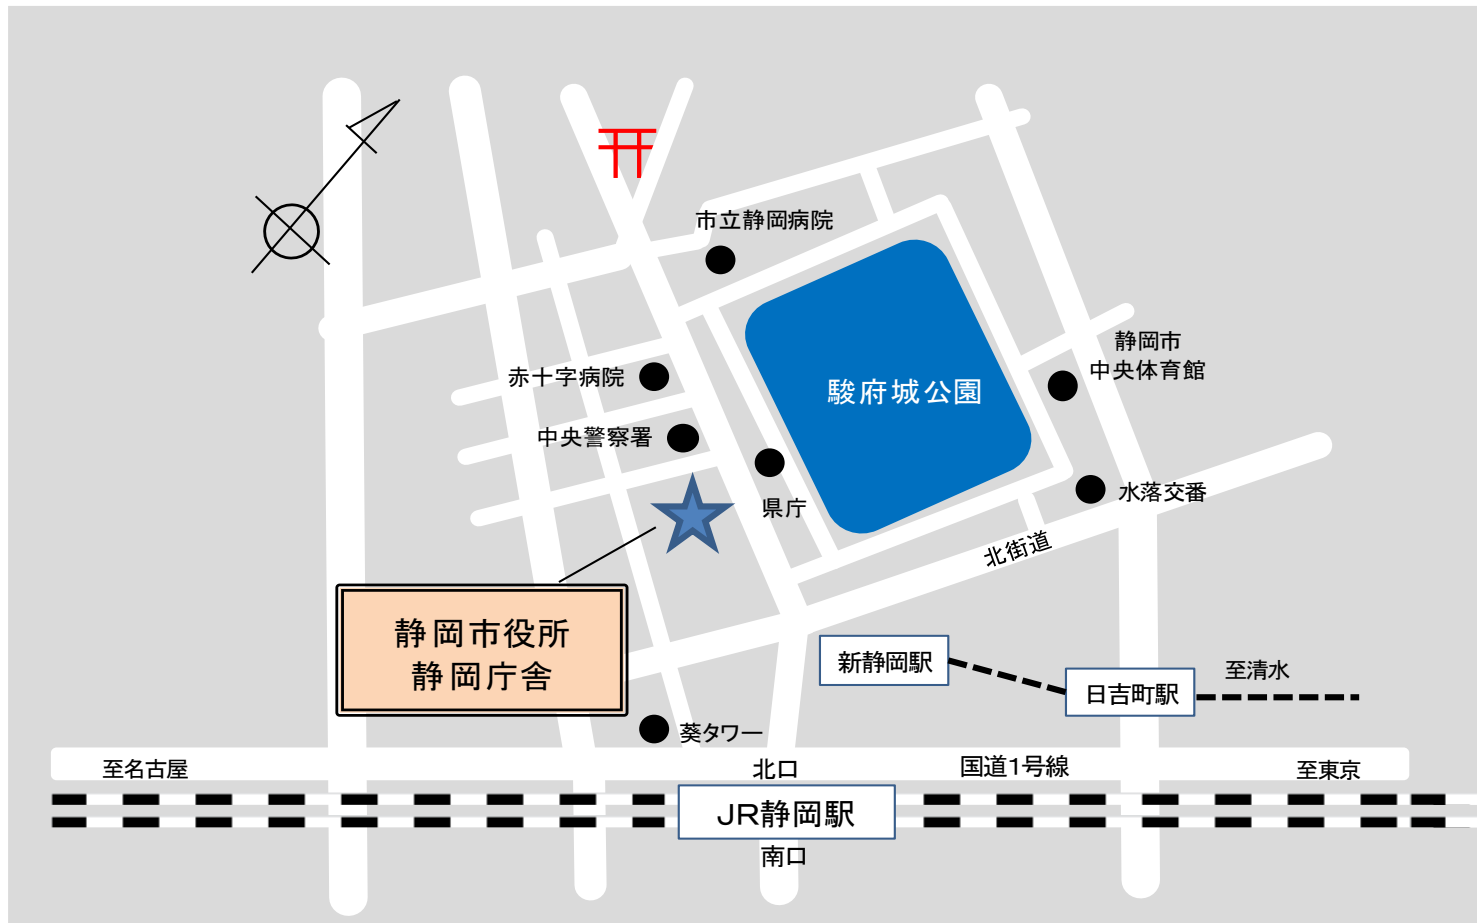 市立静岡病院
静岡市
中央体育館
赤十字病院
駿府城公園
中央警察署
県庁
水落交番
北街道
静岡市役所
静岡庁舎
新静岡駅
日吉町駅
至清水
葵タワー
至名古屋
北口
国道1号線
至東京
JR静岡駅
南口